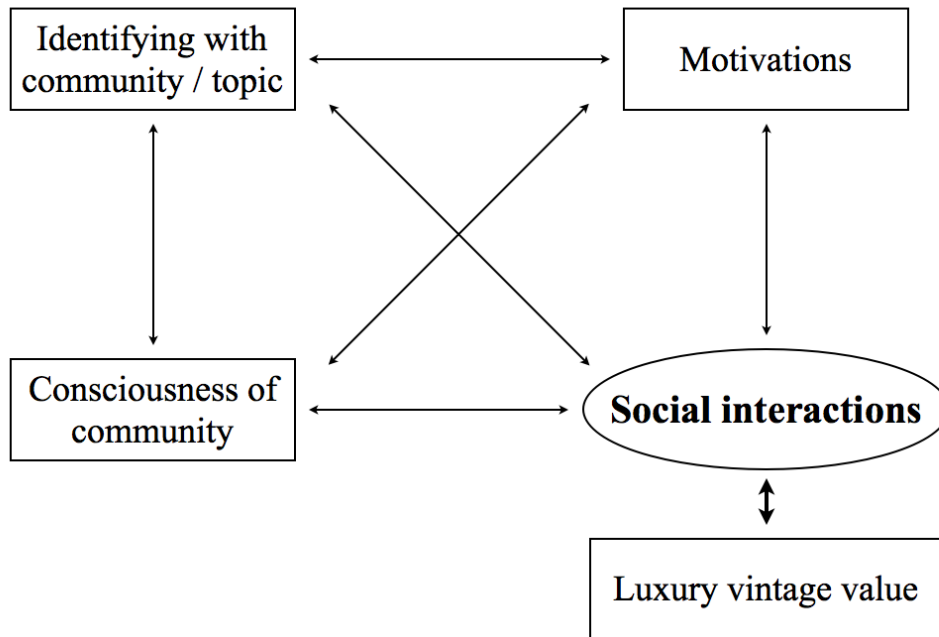 Identifying with
community / topic
Motivations
Consciousness of
community
Social interactions
Luxury vintage value